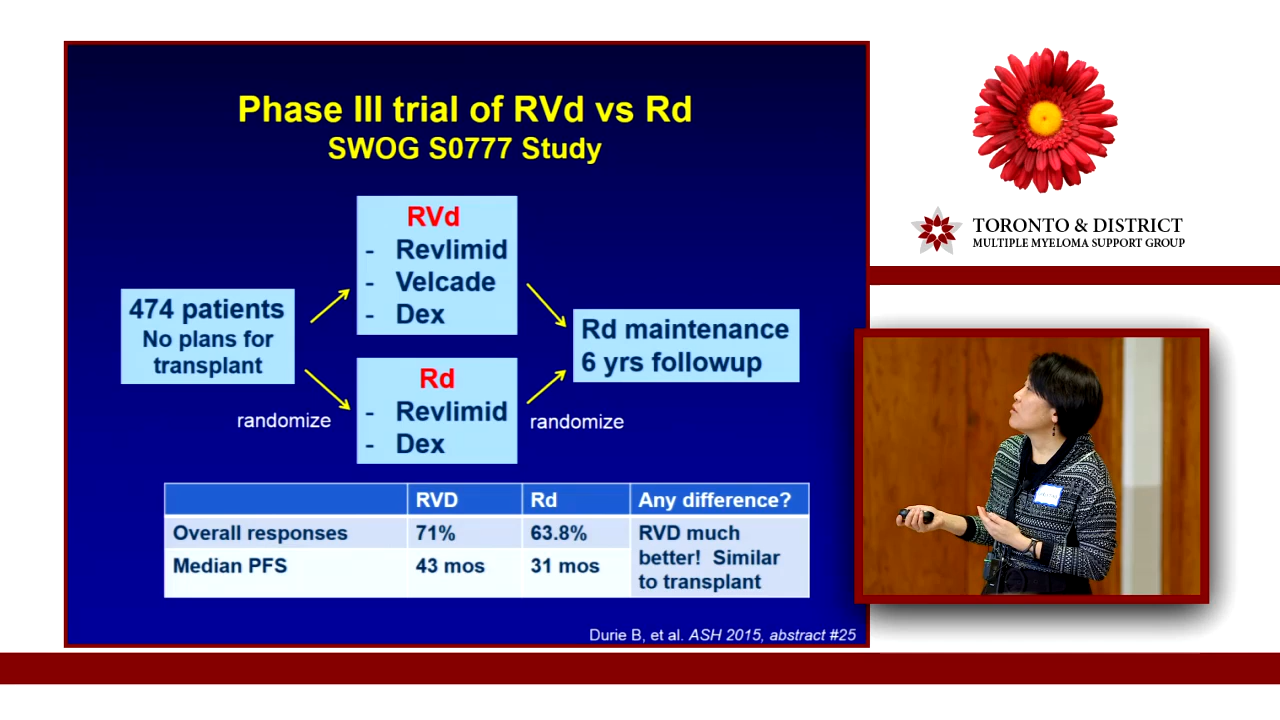 Phase III trial of RVd vs Rd
SWOG S0777 Study
RVd
- Revlimid
- Velcade
- Dex
474 patients
No plans for
transplant
Rd maintenance
6 yrs followup
Rd
- Revlimid
- Dex
randomize
randomize
RVD
Rd
Any difference?
Overall responses
71%
63.8%
RVD much
better! Similar
to transplant
Median PFS
43 mos
31 mos
Durie B, et al. ASH 2015, abstract #25
TORONTO & DISTRICT
MULTIPLE MYELOMA SUPPORT GROUP